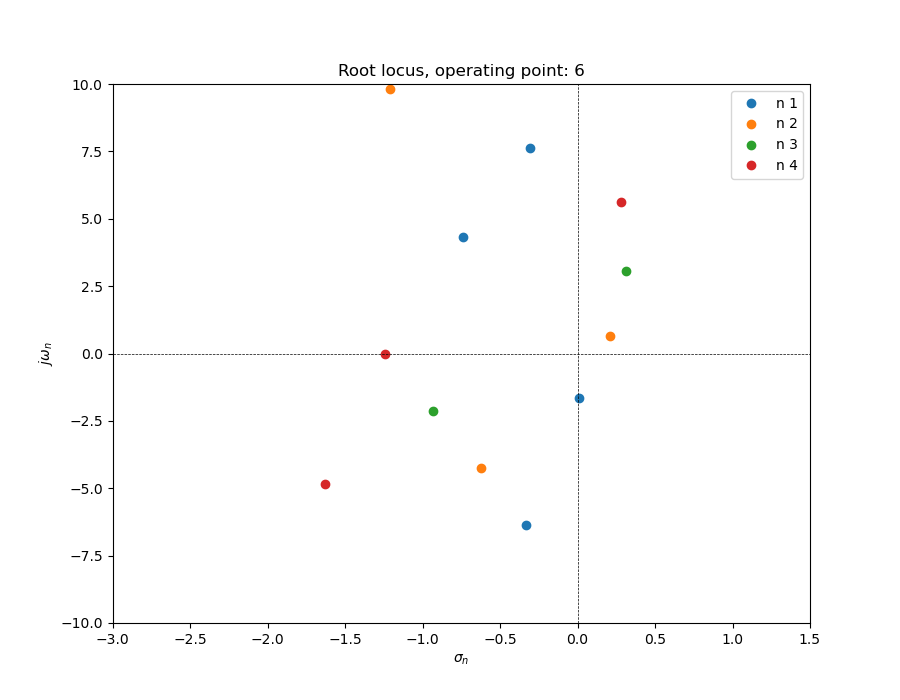 Root locus, operating point: 6
10.0
7.5
5.0
2.5
0.0
−2.5
−5.0
−7.5
−10.0
jωₙ
n 1
n 2
n 3
n 4
−3.0 −2.5 −2.0 −1.5 −1.0 −0.5 0.0 0.5 1.0 1.5
σₙ